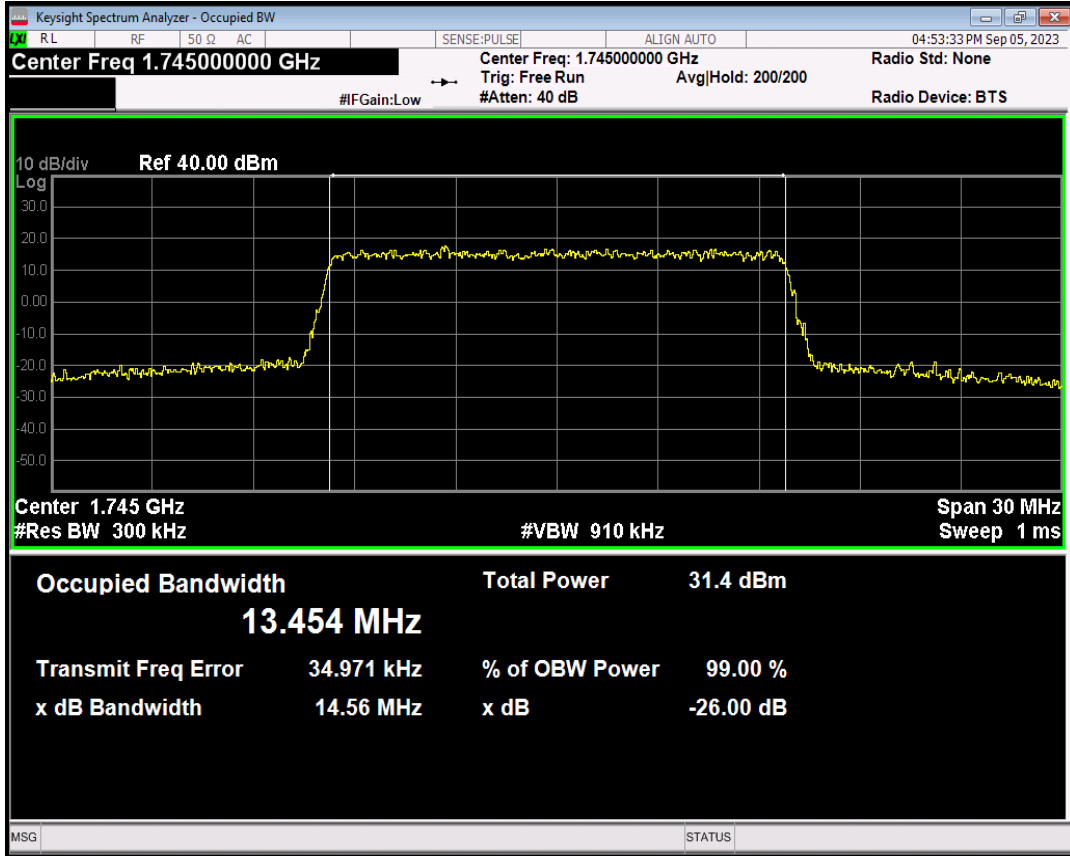 Keysight Spectrum Analyzer - Occupied BW
LXI RL RF 50 Ω AC SENSE:PULSE ALIGN AUTO 04:53:33 PM Sep 05, 2023
Center Freq 1.745000000 GHz Center Freq: 1.745000000 GHz Radio Std: None
Trig: Free Run Avg|Hold: 200/200
#IFGain:Low #Atten: 40 dB Radio Device: BTS
10 dB/div Ref 40.00 dBm
Log
30.0
20.0
10.0
0.00
-10.0
-20.0
-30.0
-40.0
-50.0
Center 1.745 GHz Span 30 MHz
#Res BW 300 kHz #VBW 910 kHz Sweep 1 ms
Occupied Bandwidth Total Power 31.4 dBm
13.454 MHz
Transmit Freq Error 34.971 kHz % of OBW Power 99.00 %
x dB Bandwidth 14.56 MHz x dB -26.00 dB
MSG STATUS